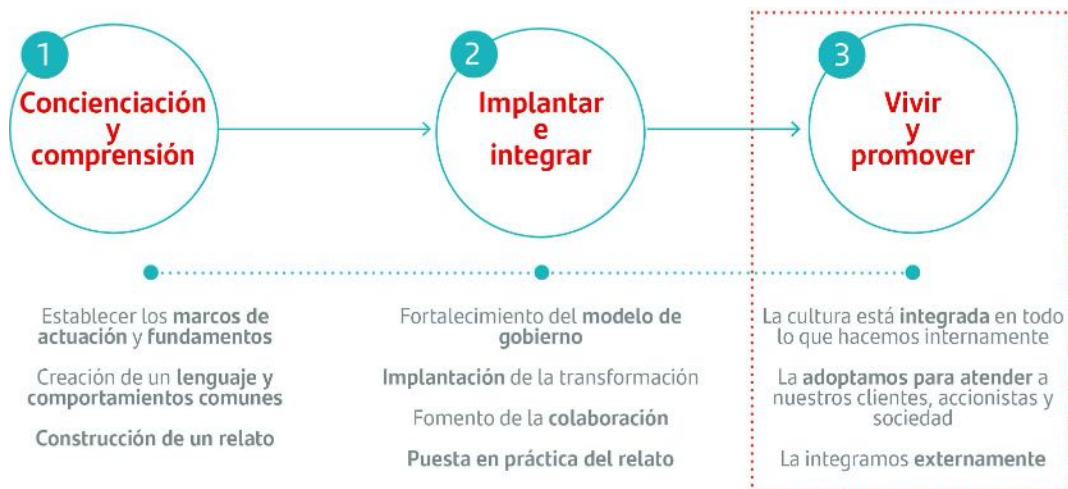 1
Concienciación
y
comprensión
2
Implantar
e
integrar
3
Vivir
y
promover
Establecer los marcos de
actuación y fundamentos
Creación de un lenguaje y
comportamientos comunes
Construcción de un relato
Fortalecimiento del modelo de
gobierno
Implantación de la transformación
Fomento de la colaboración
Puesta en práctica del relato
La cultura está integrada en todo
lo que hacemos internamente
La adoptamos para atender a
nuestros clientes, accionistas y
sociedad
La integramos externamente